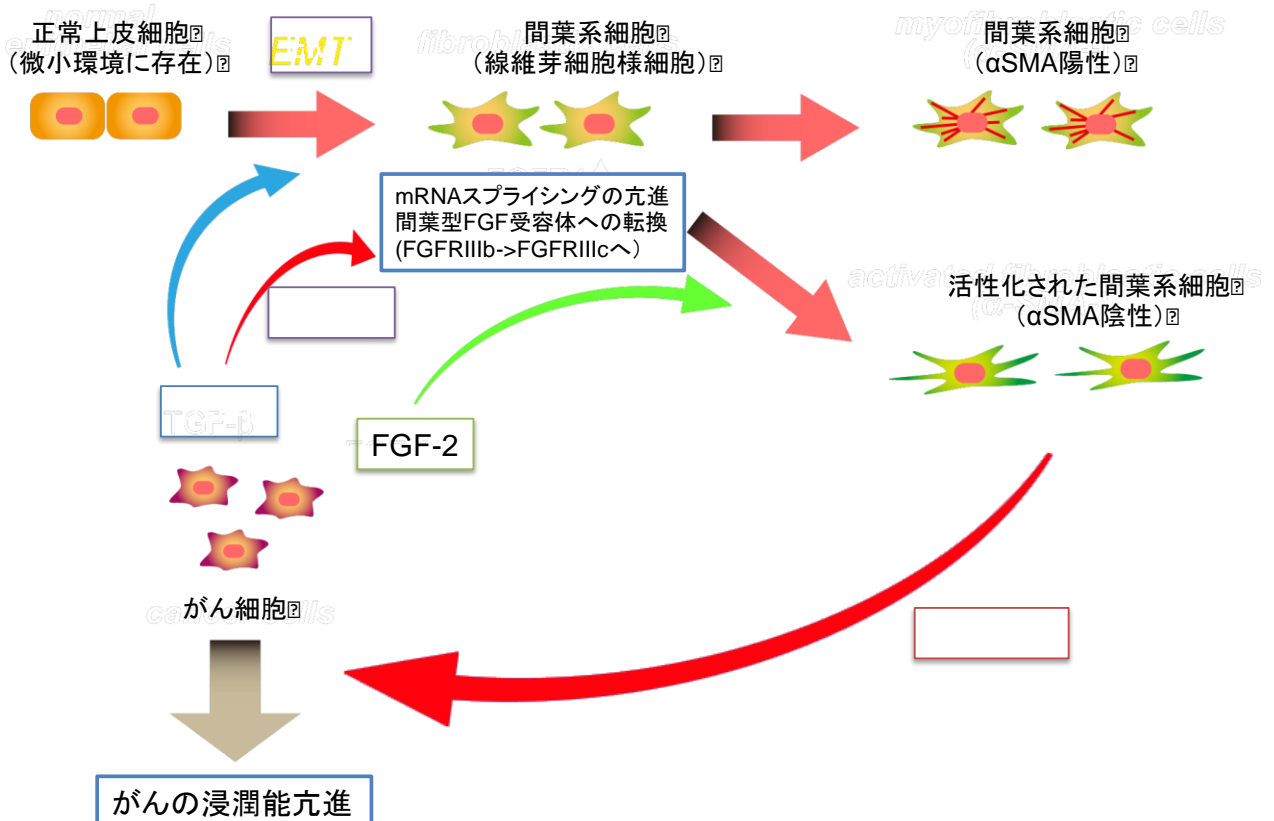 正常上皮細胞
（微小環境に存在）
EMT
間葉系細胞
（線維芽細胞様細胞）
間葉系細胞
（αSMA陽性）
mRNAスプライシングの亢進
間葉型FGF受容体への転換
(FGFRIIIb->FGFRIIIcへ）
活性化された間葉系細胞
（αSMA陰性）
TGF-β
FGF-2
がん細胞
がんの浸潤能亢進